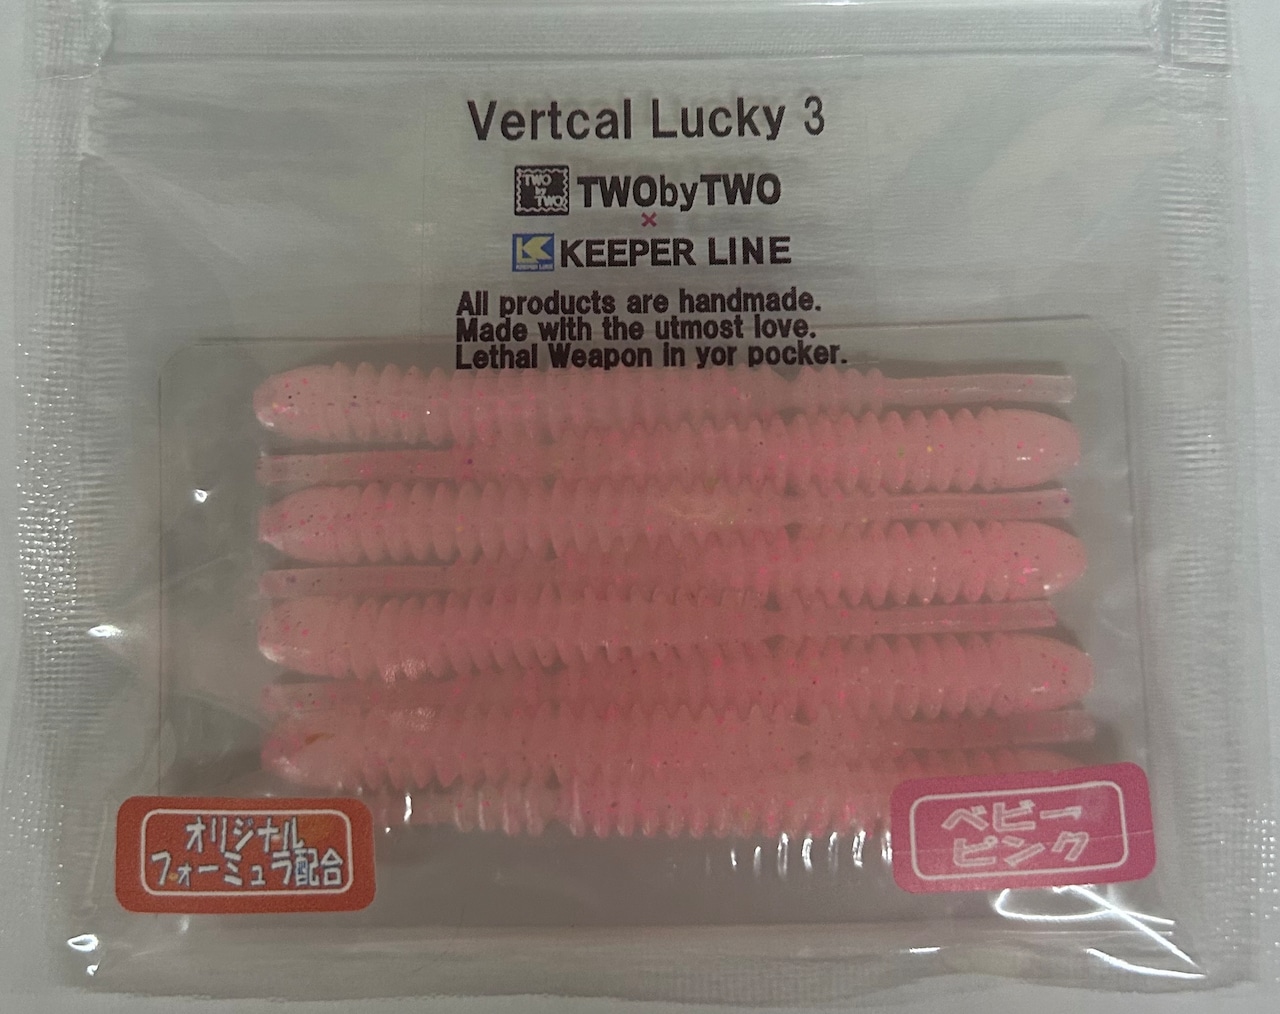 Vertcal Lucky 3
TWO
by
TWO
TWObyTWO
×
KEEPER LINE
KEEPER LINE
All products are handmade.
Made with the utmost love.
Lethal Weapon in yor pocker.
オリジナル
フォーミュラ配合
ベビー
ピンク